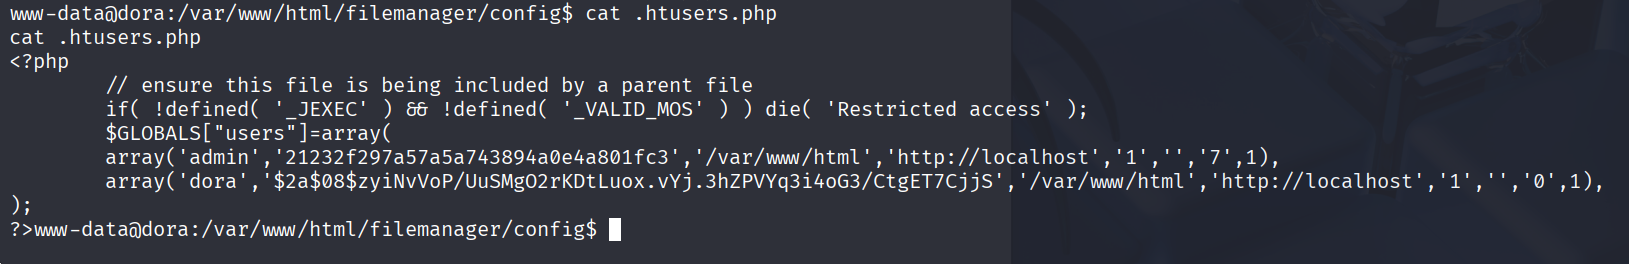 www-data@dora:/var/www/html/filemanager/config$ cat .htusers.php
cat .htusers.php
<?php
        // ensure this file is being included by a parent file
        if( !defined( '_JEXEC' ) && !defined( '_VALID_MOS' ) ) die( 'Restricted access' );
        $GLOBALS["users"]=array(
        array('admin','21232f297a57a5a743894a0e4a801fc3','/var/www/html','http://localhost','1','','7',1),
        array('dora','$2a$08$zyiNvVoP/UuSMgO2rKDtLuox.vYj.3hZPVYq3i4oG3/CtgET7CjjS','/var/www/html','http://localhost','1','','0',1),
);
?>www-data@dora:/var/www/html/filemanager/config$